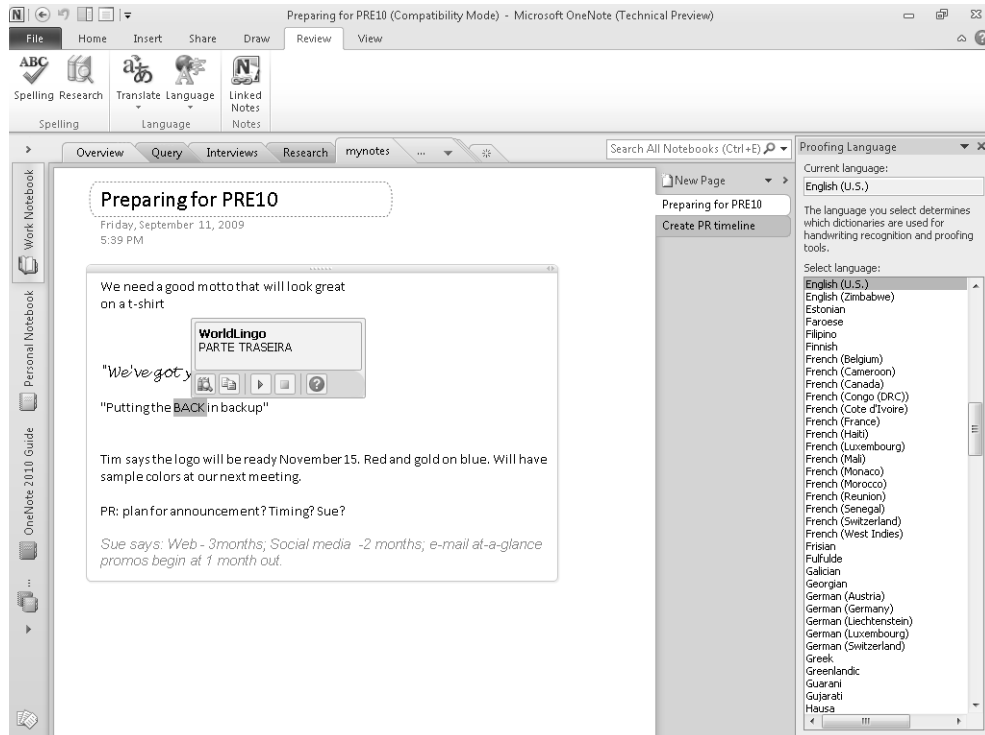 Preparing for PRE10 (Compatibility Mode) - Microsoft OneNote (Technical Preview)
File Home Insert Share Draw Review View
ABC
Spelling Research Translate Language Linked Notes
Spelling Language Notes
Overview Query Interviews Research mynotes ...
Search All Notebooks (Ctrl+E)
Work Notebook
Personal Notebook
OneNote 2010 Guide
...
Preparing for PRE10
Friday, September 11, 2009
5:39 PM
We need a good motto that will look great
on a t-shirt
WorldLingo
PARTE TRASEIRA
"We've got y
"Putting the BACK in backup"
Tim says the logo will be ready November 15. Red and gold on blue. Will have
sample colors at our next meeting.
PR: plan for announcement? Timing? Sue?
Sue says: Web - 3months; Social media -2 months; e-mail at-a-glance
promos begin at 1 month out.
New Page
Preparing for PRE10
Create PR timeline
Proofing Language
Current language:
English (U.S.)
The language you select determines
which dictionaries are used for
handwriting recognition and proofing
tools.
Select language:
English (U.S.)
English (Zimbabwe)
Estonian
Faroese
Filipino
Finnish
French (Belgium)
French (Cameroon)
French (Canada)
French (Congo (DRC))
French (Cote d'Ivoire)
French (France)
French (Haiti)
French (Luxembourg)
French (Mali)
French (Monaco)
French (Morocco)
French (Reunion)
French (Senegal)
French (Switzerland)
French (West Indies)
Frisian
Fulfulde
Galician
Georgian
German (Austria)
German (Germany)
German (Liechtenstein)
German (Luxembourg)
German (Switzerland)
Greek
Greenlandic
Guarani
Gujarati
Hausa